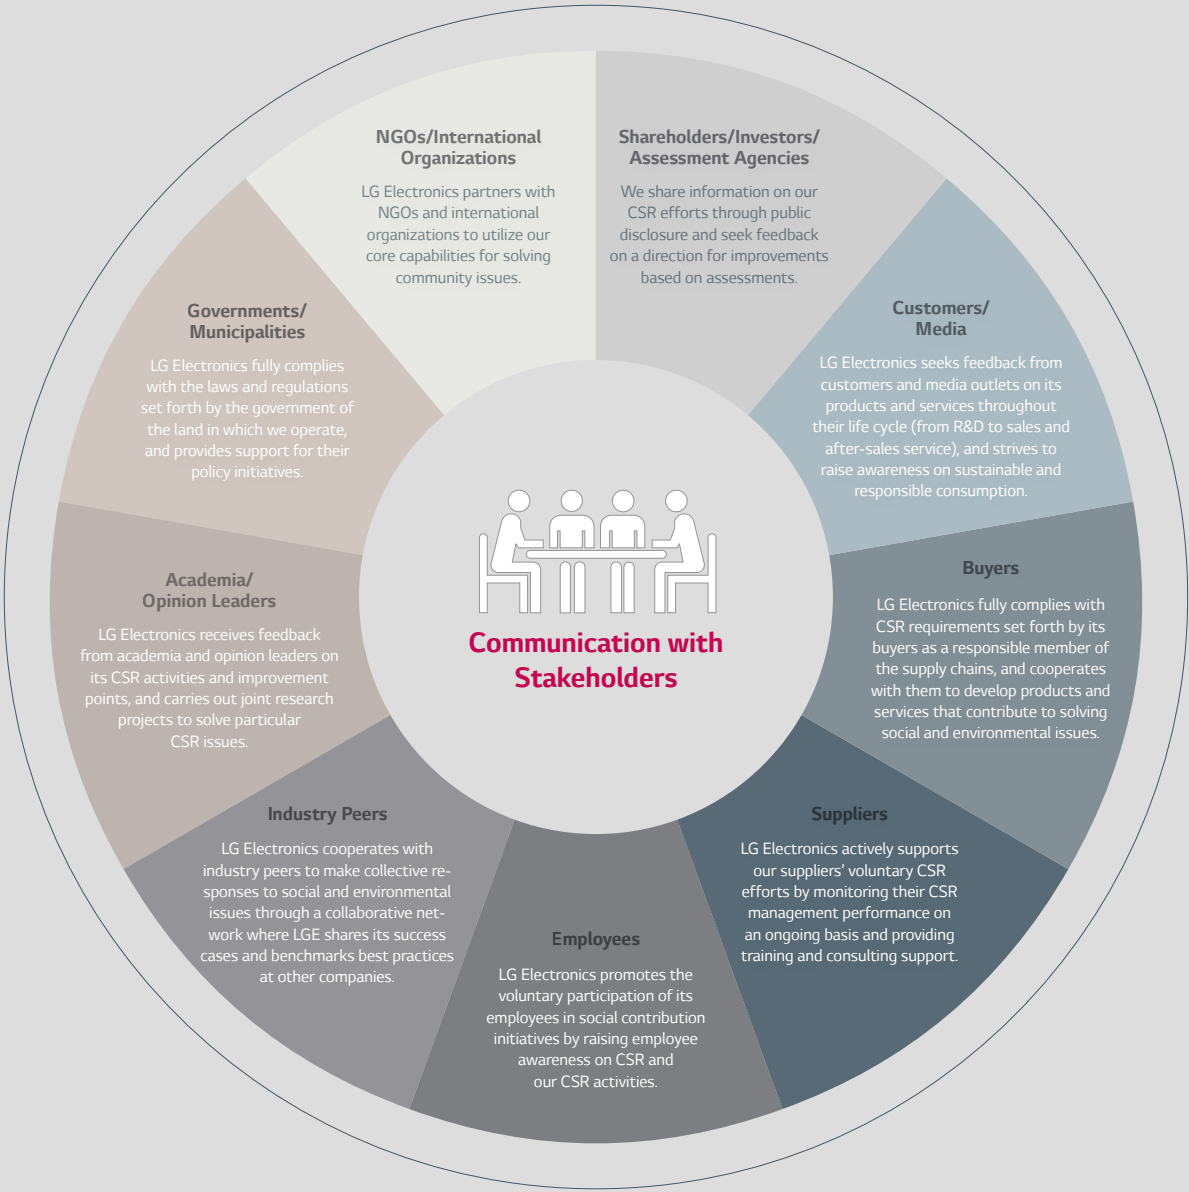 NGOs/International
Organizations
LG Electronics partners with
NGOs and international
organizations to utilize our
core capabilities for solving
community issues.
Shareholders/Investors/
Assessment Agencies
We share information on our
CSR efforts through public
disclosure and seek feedback
on a direction for improvements
based on assessments.
Customers/
Media
LG Electronics seeks feedback from
customers and media outlets on its
products and services throughout
their life cycle (from R&D to sales and
after-sales service), and strives to
raise awareness on sustainable and
responsible consumption.
Buyers
LG Electronics fully complies with
CSR requirements set forth by its
buyers as a responsible member of
the supply chains, and cooperates
with them to develop products and
services that contribute to solving
social and environmental issues.
Suppliers
LG Electronics actively supports
our suppliers’ voluntary CSR
efforts by monitoring their CSR
management performance on
an ongoing basis and providing
training and consulting support.
Employees
LG Electronics promotes the
voluntary participation of its
employees in social contribution
initiatives by raising employee
awareness on CSR and
our CSR activities.
Industry Peers
LG Electronics cooperates with
industry peers to make collective re-
sponses to social and environmental
issues through a collaborative net-
work where LGE shares its success
cases and benchmarks best practices
at other companies.
Academia/
Opinion Leaders
LG Electronics receives feedback
from academia and opinion leaders on
its CSR activities and improvement
points, and carries out joint research
projects to solve particular
CSR issues.
Governments/
Municipalities
LG Electronics fully complies
with the laws and regulations
set forth by the government of
the land in which we operate,
and provides support for their
policy initiatives.
Communication with
Stakeholders